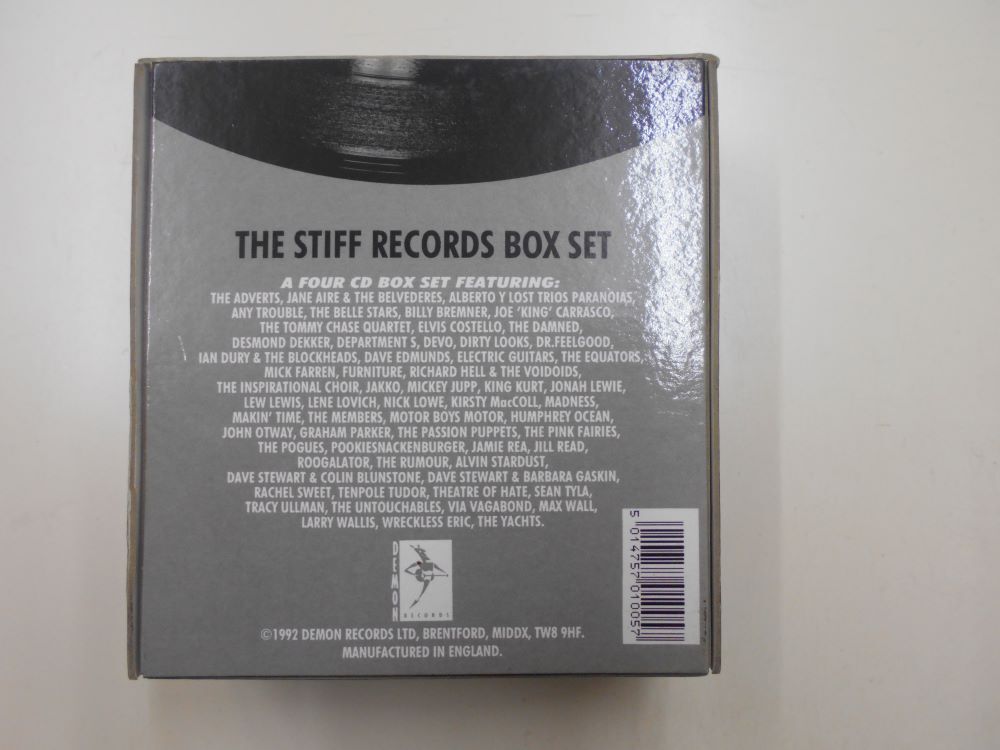 THE STIFF RECORDS BOX SET
A FOUR CD BOX SET FEATURING:
THE ADVERTS, JANE AIRE & THE BELVEDERES, ALBERTO Y LOST TRIOS PARANOIAS,
ANY TROUBLE, THE BELLE STARS, BILLY BREMNER, JOE 'KING' CARRASCO,
THE TOMMY CHASE QUARTET, ELVIS COSTELLO, THE DAMNED,
DESMOND DEKKER, DEPARTMENT S, DEVO, DIRTY LOOKS, DR.FEELGOOD,
IAN DURY & THE BLOCKHEADS, DAVE EDMUNDS, ELECTRIC GUITARS, THE EQUATORS,
MICK FARREN, FURNITURE, RICHARD HELL & THE VOIDOIDS,
THE INSPIRATIONAL CHOIR, JAKKO, MICKEY JUPP, KING KURT, JONAH LEWIE,
LEW LEWIS, LENE LOVICH, NICK LOWE, KIRSTY MacCOLL, MADNESS,
MAKIN' TIME, THE MEMBERS, MOTOR BOYS MOTOR, HUMPHREY OCEAN,
JOHN OTWAY, GRAHAM PARKER, THE PASSION PUPPETS, THE PINK FAIRIES,
THE POGUES, POOKIESNACKENBURGER, JAMIE REA, JILL READ,
ROOGALATOR, THE RUMOUR, ALVIN STARDUST,
DAVE STEWART & COLIN BLUNSTONE, DAVE STEWART & BARBARA GASKIN,
RACHEL SWEET, TENPOLE TUDOR, THEATRE OF HATE, SEAN TYLA,
TRACY ULLMAN, THE UNTOUCHABLES, VIA VAGABOND, MAX WALL,
LARRY WALLIS, WRECKLESS ERIC, THE YACHTS.
DEMON
RECORDS
©1992 DEMON RECORDS LTD, BRENTFORD, MIDDX, TW8 9HF.
MANUFACTURED IN ENGLAND.
5 014757 010057